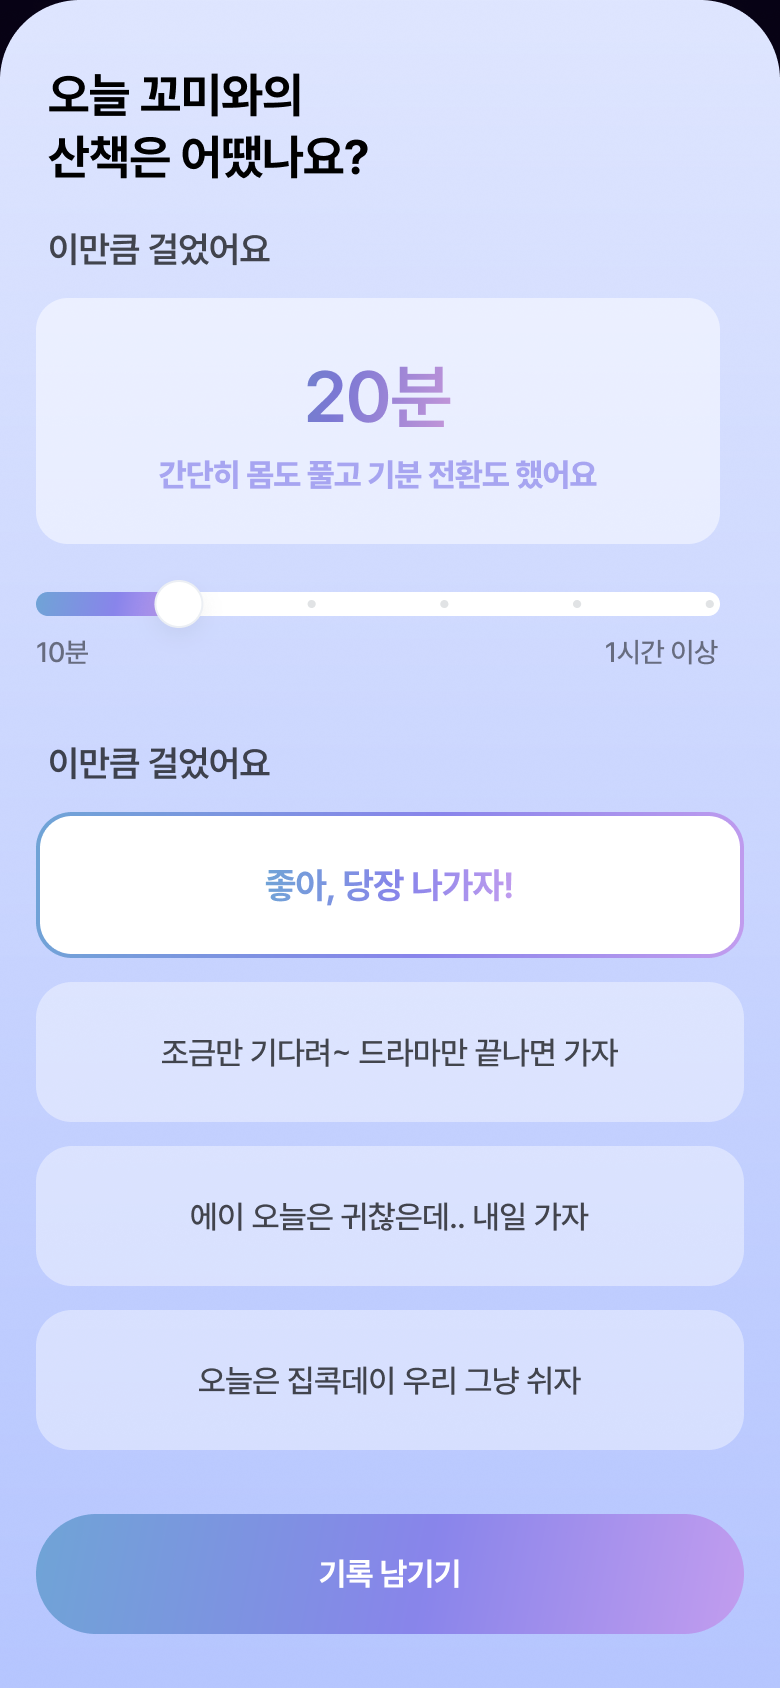 오늘 꼬미와의
산책은 어땠나요?
이만큼 걸었어요
20분
간단히 몸도 풀고 기분 전환도 했어요
10분
1시간 이상
이만큼 걸었어요
좋아, 당장 나가자!
조금만 기다려~ 드라마만 끝나면 가자
에이 오늘은 귀찮은데.. 내일 가자
오늘은 집콕데이 우리 그냥 쉬자
기록 남기기